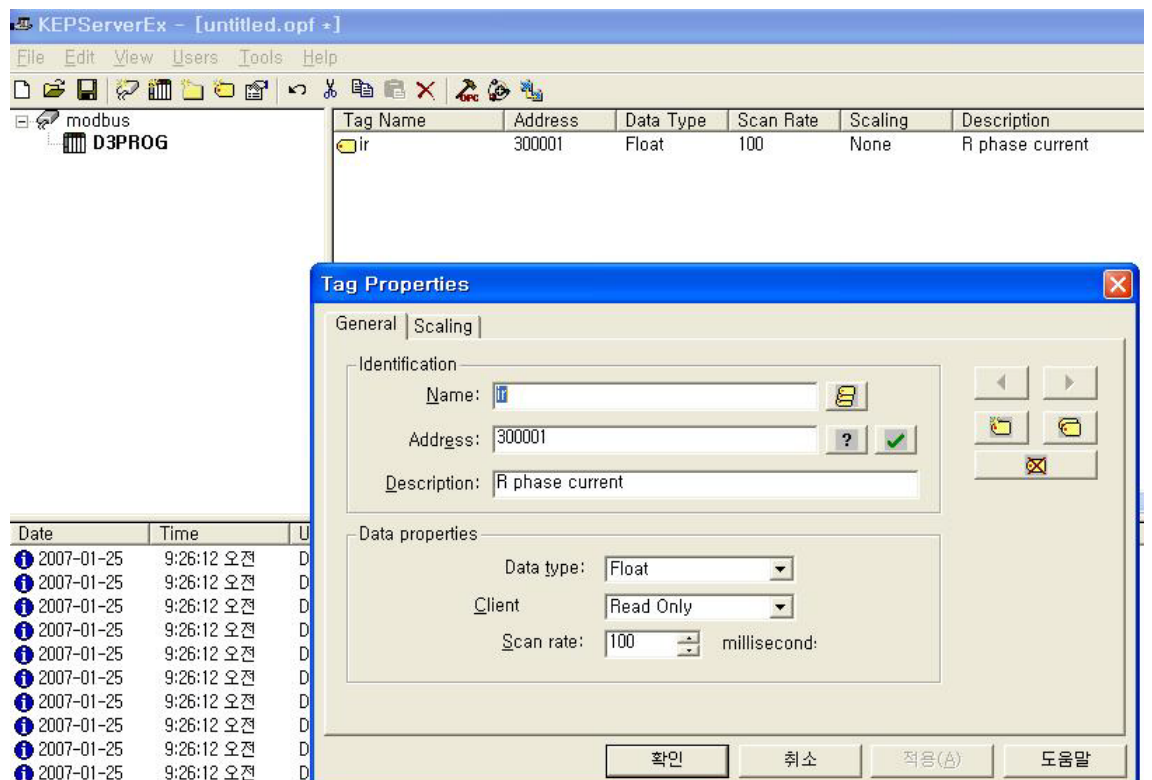 KEPServerEx - [untitled.opf *]
File Edit View Users Tools Help
modbus
D3PROG
Tag Name Address Data Type Scan Rate Scaling Description
ir 300001 Float 100 None R phase current
Tag Properties
General Scaling
Identification
Name: ir
Address: 300001
?
Description: R phase current
Data properties
Data type: Float
Client Read Only
Scan rate: 100 millisecond:
확인 취소 적용(A) 도움말
Date Time U
2007-01-25 9:26:12 오전 D
2007-01-25 9:26:12 오전 D
2007-01-25 9:26:12 오전 D
2007-01-25 9:26:12 오전 D
2007-01-25 9:26:12 오전 D
2007-01-25 9:26:12 오전 D
2007-01-25 9:26:12 오전 D
2007-01-25 9:26:12 오전 D
2007-01-25 9:26:12 오전 D
2007-01-25 9:26:12 오전 D